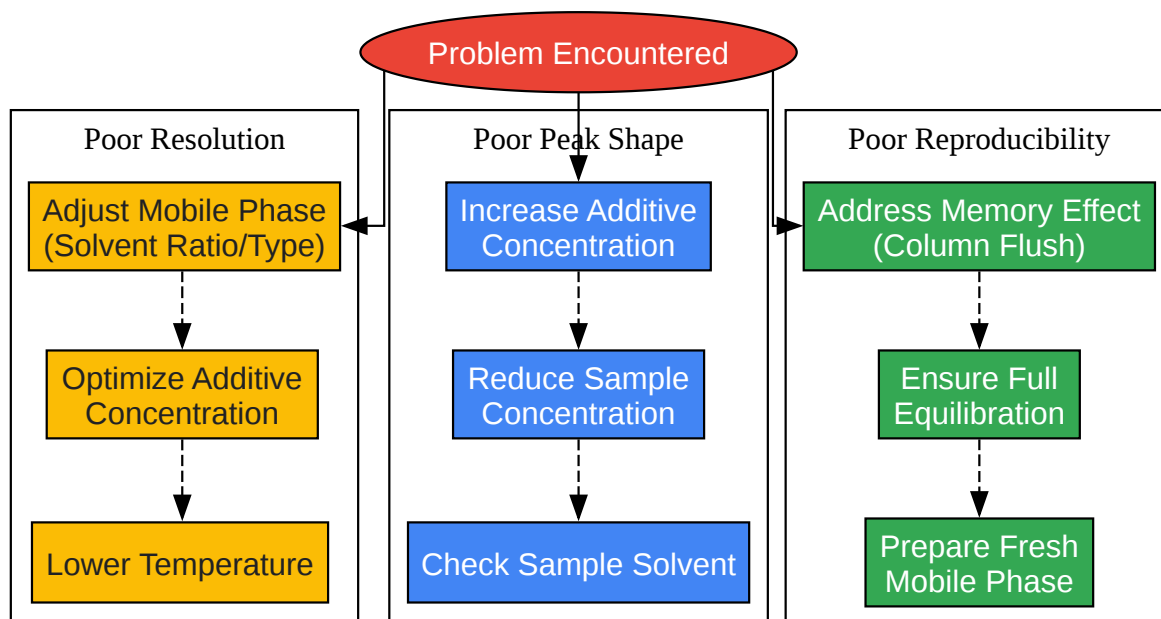 Problem Encountered
Poor Resolution
Adjust Mobile Phase
(Solvent Ratio/Type)
Optimize Additive
Concentration
Lower Temperature
Poor Peak Shape
Increase Additive
Concentration
Reduce Sample
Concentration
Check Sample Solvent
Poor Reproducibility
Address Memory Effect
(Column Flush)
Ensure Full
Equilibration
Prepare Fresh
Mobile Phase